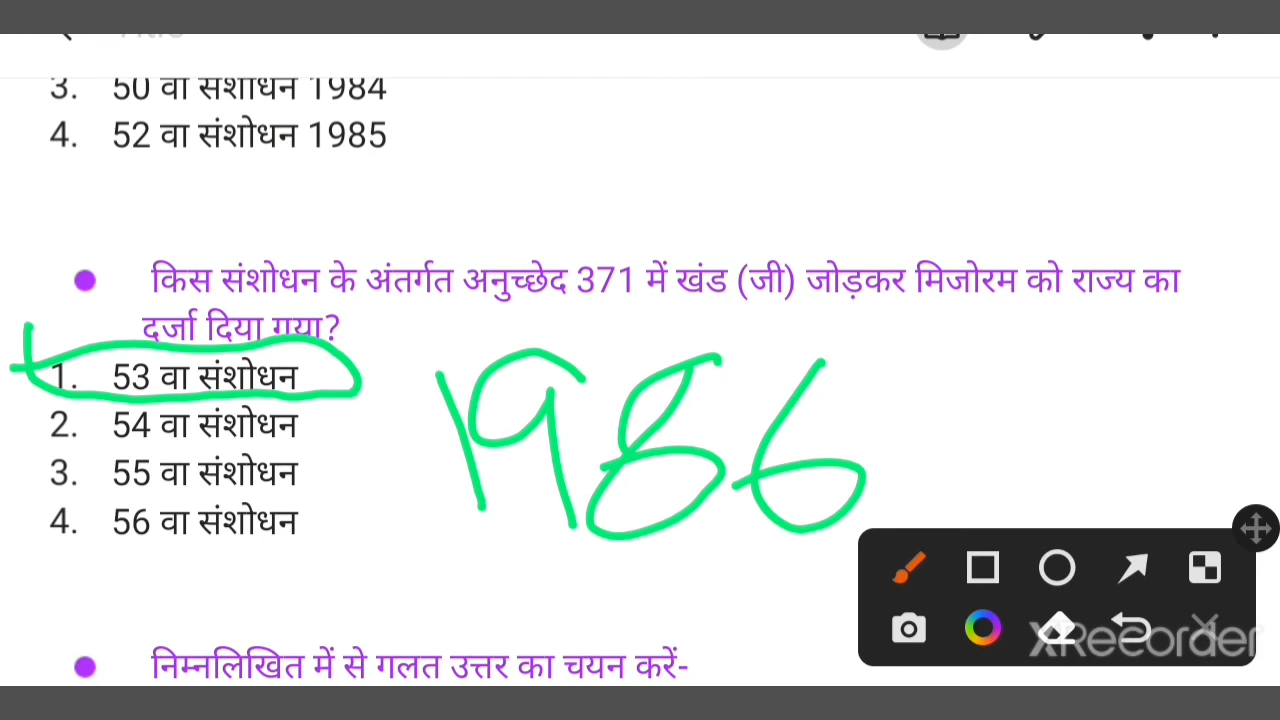 3. 50 वा संशोधन 1984
4. 52 वा संशोधन 1985
● किस संशोधन के अंतर्गत अनुच्छेद 371 में खंड (जी) जोड़कर मिजोरम को राज्य का
दर्जा दिया गया?
1. 53 वा संशोधन
2. 54 वा संशोधन
3. 55 वा संशोधन
4. 56 वा संशोधन
1986
● निम्नलिखित में से गलत उत्तर का चयन करें-
XRecorder